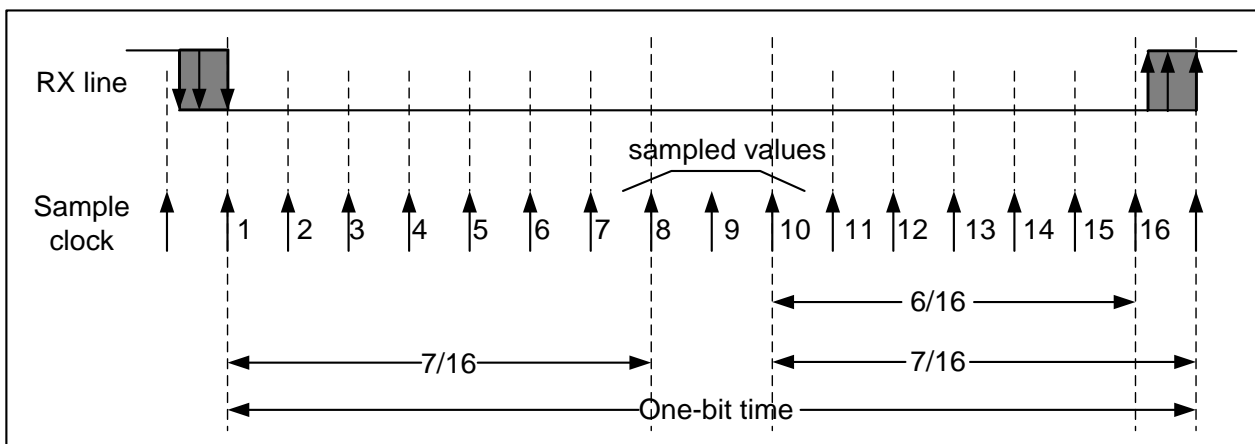 RX line
sampled values
Sample
clock
1 2 3 4 5 6 7 8 9 10 11 12 13 14 15 16
6/16
7/16 7/16
One-bit time